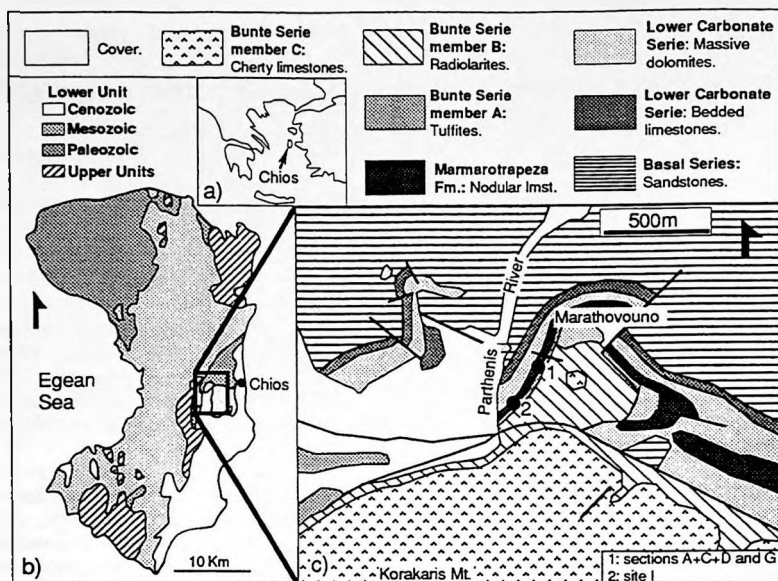 Cover.
Bunte Serie
member C:
Cherty limestones.
Bunte Serie
member B:
Radiolarites.
Lower Carbonate
Serie: Massive
dolomites.
Lower Unit
Cenozoic
Mesozoic
Paleozoic
Upper Units
Chios
a)
Bunte Serie
member A:
Tuffites.
Lower Carbonate
Serie: Bedded
limestones.
Marmarotrapeza
Fm.: Nodular lmst.
Basal Series:
Sandstones.
500m
River
Marathovouno
Parthenis
1
2
Egean
Sea
Chios
b)
10 Km
c)
Korakaris Mt.
1: sections A+C+D and G
2: site I